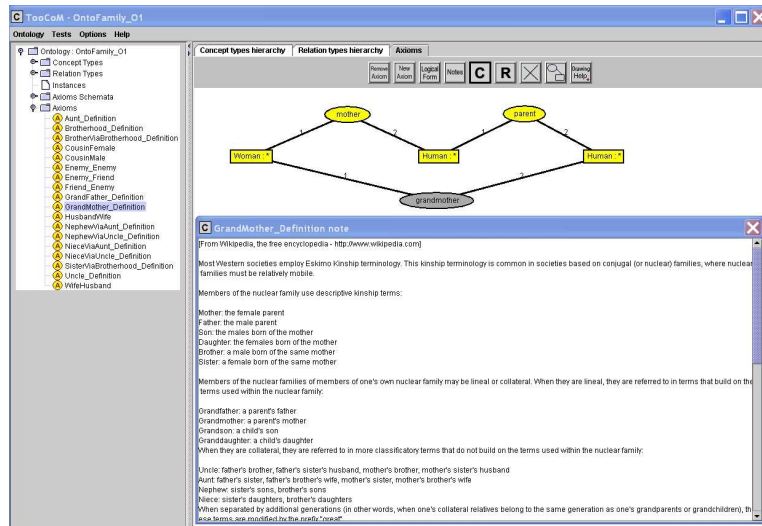 TooCoM - OntoFamily_O1
Ontology Tests Options Help
Ontology : OntoFamily_O1
Concept Types
Relation Types
Instances
Axioms Schemata
Axioms
Aunt_Definition
Brotherhood_Definition
BrotherViaBrotherhood_Definition
CousinFemale
CousinMale
Enemy_Enemy
Enemy_Friend
Friend_Enemy
GrandFather_Definition
GrandMother_Definition
HusbandWife
NephewViaAunt_Definition
NephewViaUncle_Definition
NieceViaAunt_Definition
NieceViaUncle_Definition
SisterViaBrotherhood_Definition
Uncle_Definition
WifeHusband
Concept types hierarchy Relation types hierarchy Axioms
Remove Axiom New Axiom Logical Form Notes C R Drawing Help
mother parent
1 2 1 2
Woman : * Human : * Human : *
1 2
grandmother
C GrandMother_Definition note
[From Wikipedia, the free encyclopedia - http://www.wikipedia.com]
Most Western societies employ Eskimo Kinship terminology. This kinship terminology is common in societies based on conjugal (or nuclear) families, where nuclear
families must be relatively mobile.
Members of the nuclear family use descriptive kinship terms:
Mother: the female parent
Father: the male parent
Son: the males born of the mother
Daughter: the females born of the mother
Brother: a male born of the same mother
Sister: a female born of the same mother
Members of the nuclear families of members of one's own nuclear family may be lineal or collateral. When they are lineal, they are referred to in terms that build on the
terms used within the nuclear family:
Grandfather: a parent's father
Grandmother: a parent's mother
Grandson: a child's son
Granddaughter: a child's daughter
When they are collateral, they are referred to in more classificatory terms that do not build on the terms used within the nuclear family:
Uncle: father's brother, father's sister's husband, mother's brother, mother's sister's husband
Aunt: father's sister, father's brother's wife, mother's sister, mother's brother's wife
Nephew: sister's sons, brother's sons
Niece: sister's daughters, brother's daughters
When separated by additional generations (in other words, when one's collateral relatives belong to the same generation as one's grandparents or grandchildren), th
ese terms are modified by the prefix "great".